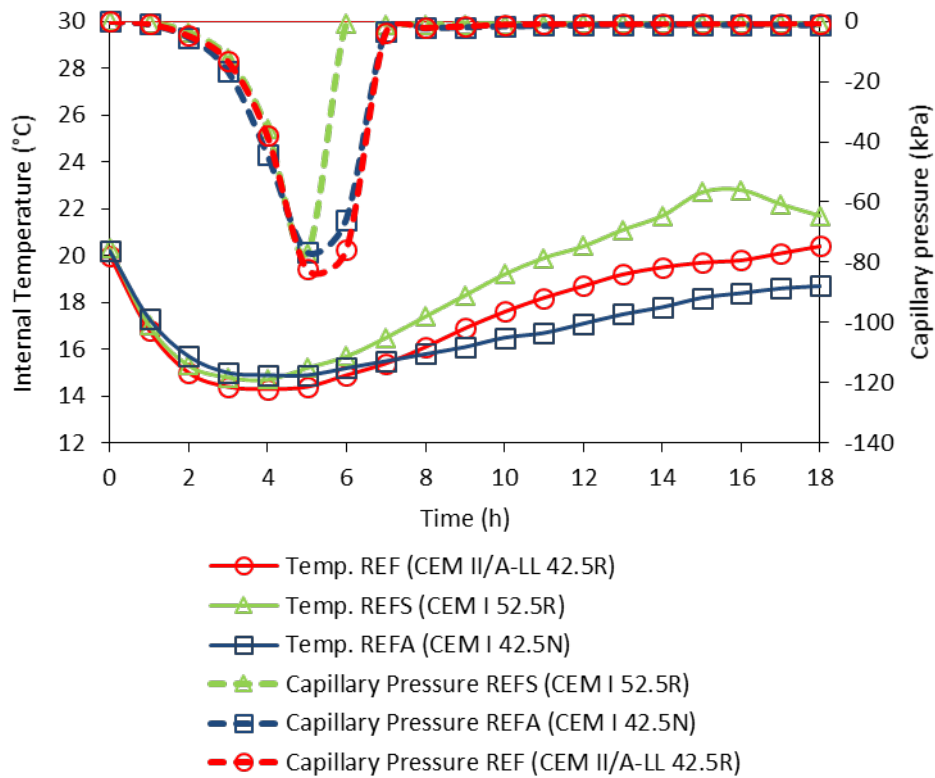 30
28
26
24
22
20
18
16
14
12
Internal Temperature (°C)
0
-20
-40
-60
-80
-100
-120
-140
Capillary pressure (kPa)
0 2 4 6 8 10 12 14 16 18
Time (h)
Temp. REF (CEM II/A-LL 42.5R)
Temp. REFS (CEM I 52.5R)
Temp. REFA (CEM I 42.5N)
Capillary Pressure REFS (CEM I 52.5R)
Capillary Pressure REFA (CEM I 42.5N)
Capillary Pressure REF (CEM II/A-LL 42.5R)